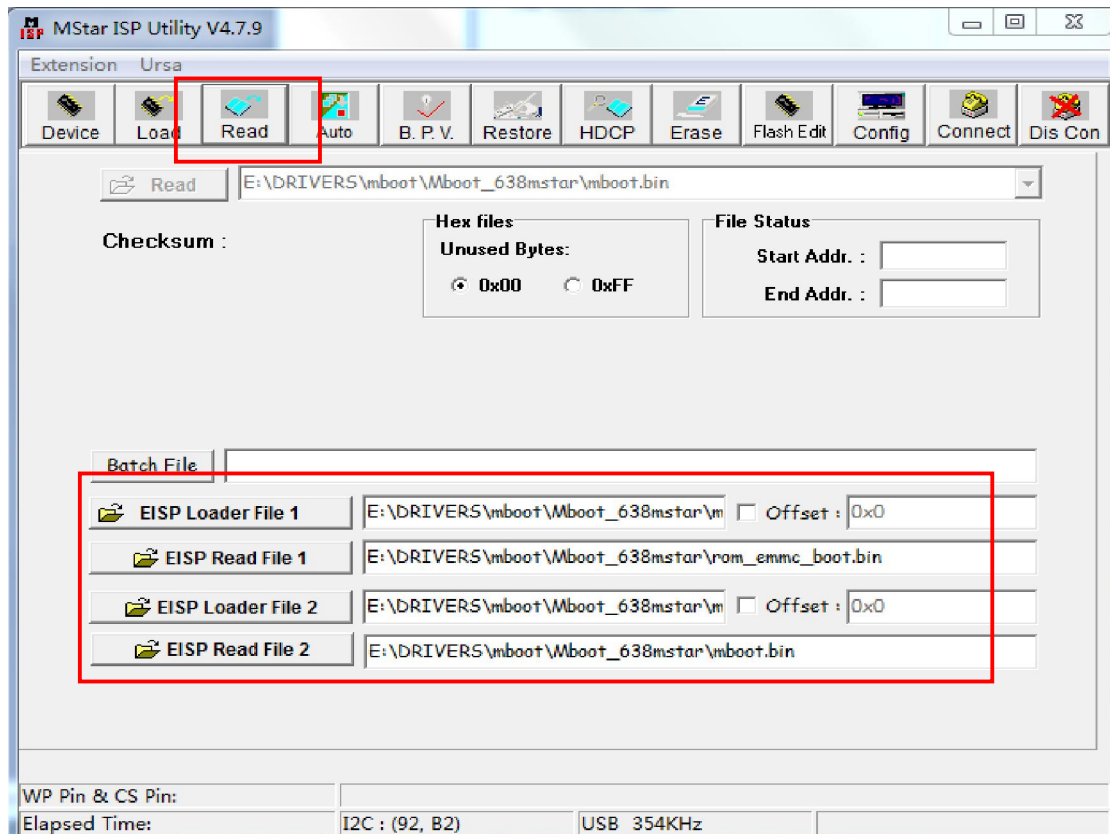 MStar ISP Utility V4.7.9
Extension Ursa
Device Load Read Auto B. P. V. Restore HDCP Erase Flash Edit Config Connect Dis Con
Read E:\DRIVERS\mboot\Mboot_638mstar\mboot.bin
Hex files File Status
Checksum : Unused Bytes: Start Addr. :
0x00 0xFF End Addr. :
Batch File
EISP Loader File 1 E:\DRIVERS\mboot\Mboot_638mstar\m Offset : 0x0
EISP Read File 1 E:\DRIVERS\mboot\Mboot_638mstar\rom_emmc_boot.bin
EISP Loader File 2 E:\DRIVERS\mboot\Mboot_638mstar\m Offset : 0x0
EISP Read File 2 E:\DRIVERS\mboot\Mboot_638mstar\mboot.bin
WP Pin & CS Pin:
Elapsed Time: I2C : (92, B2) USB 354KHz